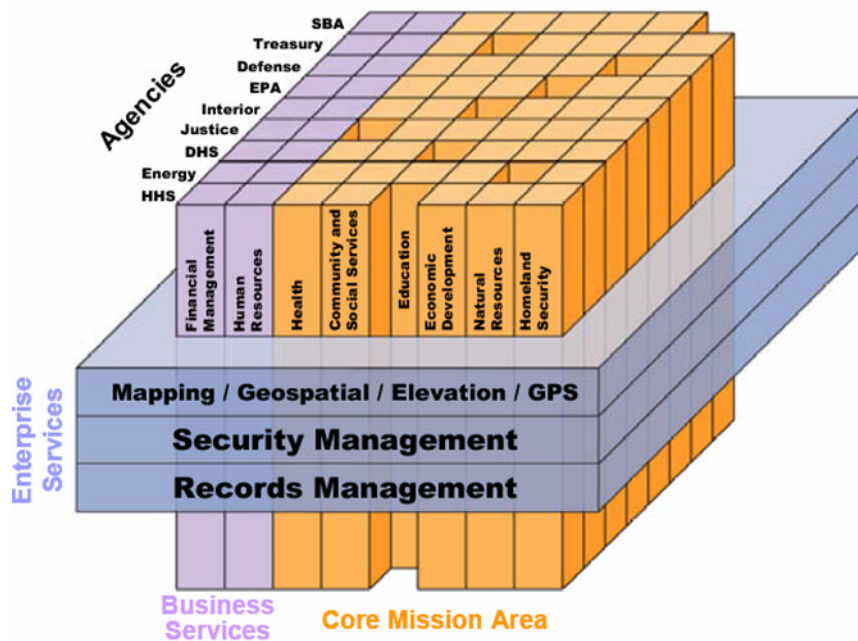 SBA
Treasury
Defense
EPA
Interior
Justice
DHS
Energy
HHS
Agencies
Financial
Management
Human
Resources
Health
Community and
Social Services
Education
Economic
Development
Natural
Resources
Homeland
Security
Mapping / Geospatial / Elevation / GPS
Security Management
Records Management
Enterprise
Services
Business
Services
Core Mission Area